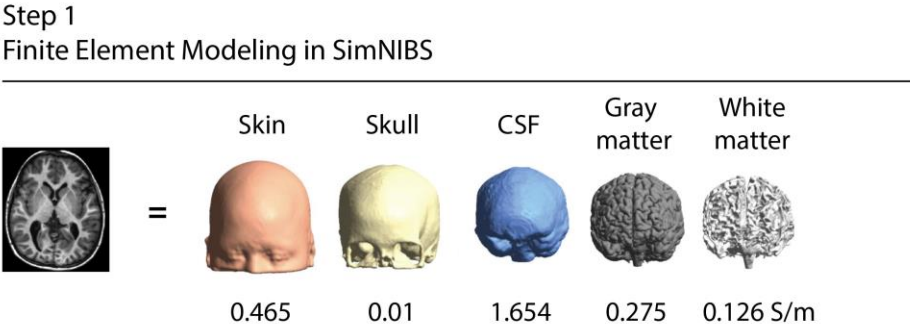 Step 1
Finite Element Modeling in SimNIBS
Skin Skull CSF Gray matter White matter
=
0.465 0.01 1.654 0.275 0.126 S/m